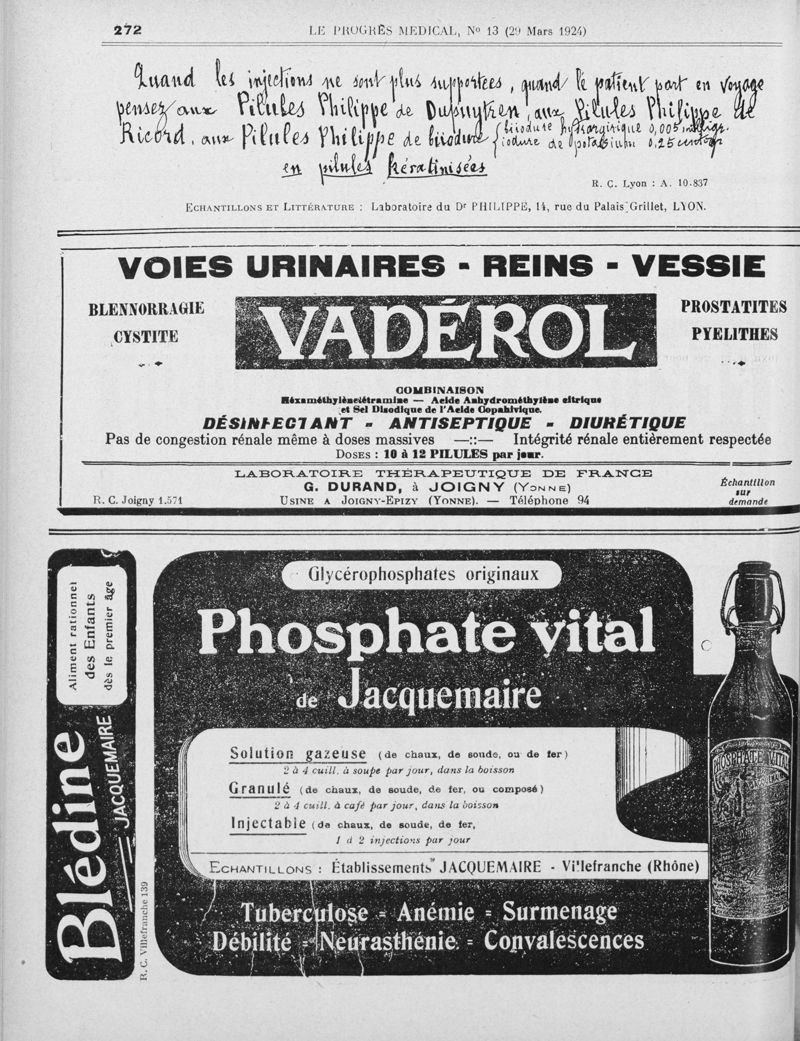 272
LE PROGRÈS MEDICAL, No 13 (29 Mars 1924)
Quand les injections ne sont plus supportées, quand le patient part en voyage
pensez aux Pilules Philippe de Dupuytren, aux Pilules Philippe de
Ricord, aux Pilules Philippe de biiodure { biiodure hydrargirique 0,005
iodure de potassium 0,25
en pilules kératinisées
R. C. Lyon : A. 10.837
ECHANTILLONS ET LITTÉRATURE : Laboratoire du Dr PHILIPPE, 14, rue du Palais Grillet, LYON.
VOIES URINAIRES - REINS - VESSIE
BLENNORRAGIE
CYSTITE
VADÉROL
PROSTATITES
PYELITHES
COMBINAISON
Héxaméthylènetétramine — Acide Anhydrométhylène citrique
et Sel Disodique de l'Acide Copahivique.
DÉSINFECTANT - ANTISEPTIQUE - DIURÉTIQUE
Pas de congestion rénale même à doses massives —::— Intégrité rénale entièrement respectée
DOSES : 10 à 12 PILULES par jour.
LABORATOIRE THÉRAPEUTIQUE DE FRANCE
G. DURAND, à JOIGNY (YONNE)
USINE A JOIGNY-EPIZY (YONNE). — Téléphone 94
R. C. Joigny 1.571
Échantillon
sur
demande
Aliment rationnel
des Enfants
dès le premier âge
Blédine
JACQUEMAIRE
R. C. Villefranche 139
Glycérophosphates originaux
Phosphate vital
de Jacquemaire
Solution gazeuse (de chaux, de soude, ou de fer)
2 à 4 cuill. à soupe par jour, dans la boisson
Granulé (de chaux, de soude, de fer, ou composé)
2 à 4 cuill. à café par jour, dans la boisson
Injectable (de chaux, de soude, de fer,
1 à 2 injections par jour
ECHANTILLONS : Établissements JACQUEMAIRE - Villefranche (Rhône)
Tuberculose = Anémie = Surmenage
Débilité = Neurasthénie = Convalescences
PHOSPHATE VITAL